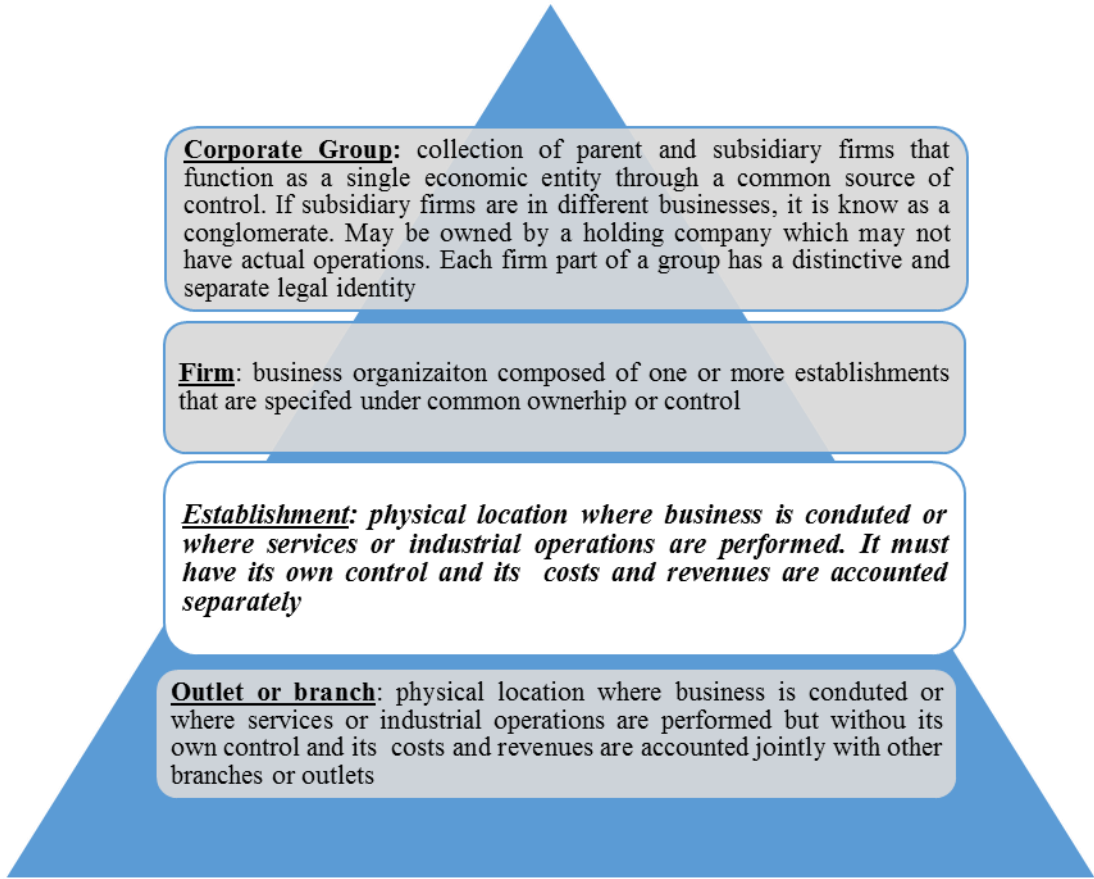 Corporate Group: collection of parent and subsidiary firms that
function as a single economic entity through a common source of
control. If subsidiary firms are in different businesses, it is know as a
conglomerate. May be owned by a holding company which may not
have actual operations. Each firm part of a group has a distinctive and
separate legal identity
Firm: business organizaiton composed of one or more establishments
that are specifed under common ownerhip or control
Establishment: physical location where business is conduted or
where services or industrial operations are performed. It must
have its own control and its costs and revenues are accounted
separately
Outlet or branch: physical location where business is conduted or
where services or industrial operations are performed but withou its
own control and its costs and revenues are accounted jointly with other
branches or outlets